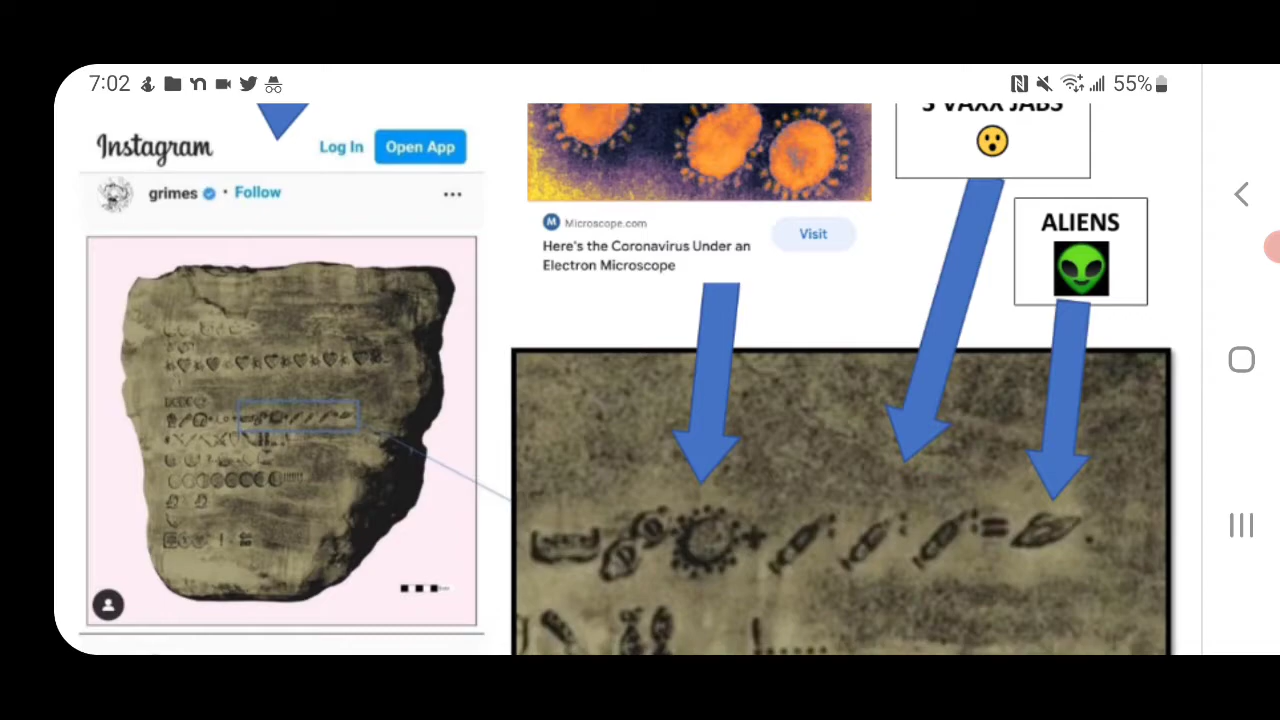 7:02
55%
Instagram
Log In
Open App
grimes · Follow
3 VAXX JABS
ALIENS
M Microscope.com
Visit
Here's the Coronavirus Under an
Electron Microscope